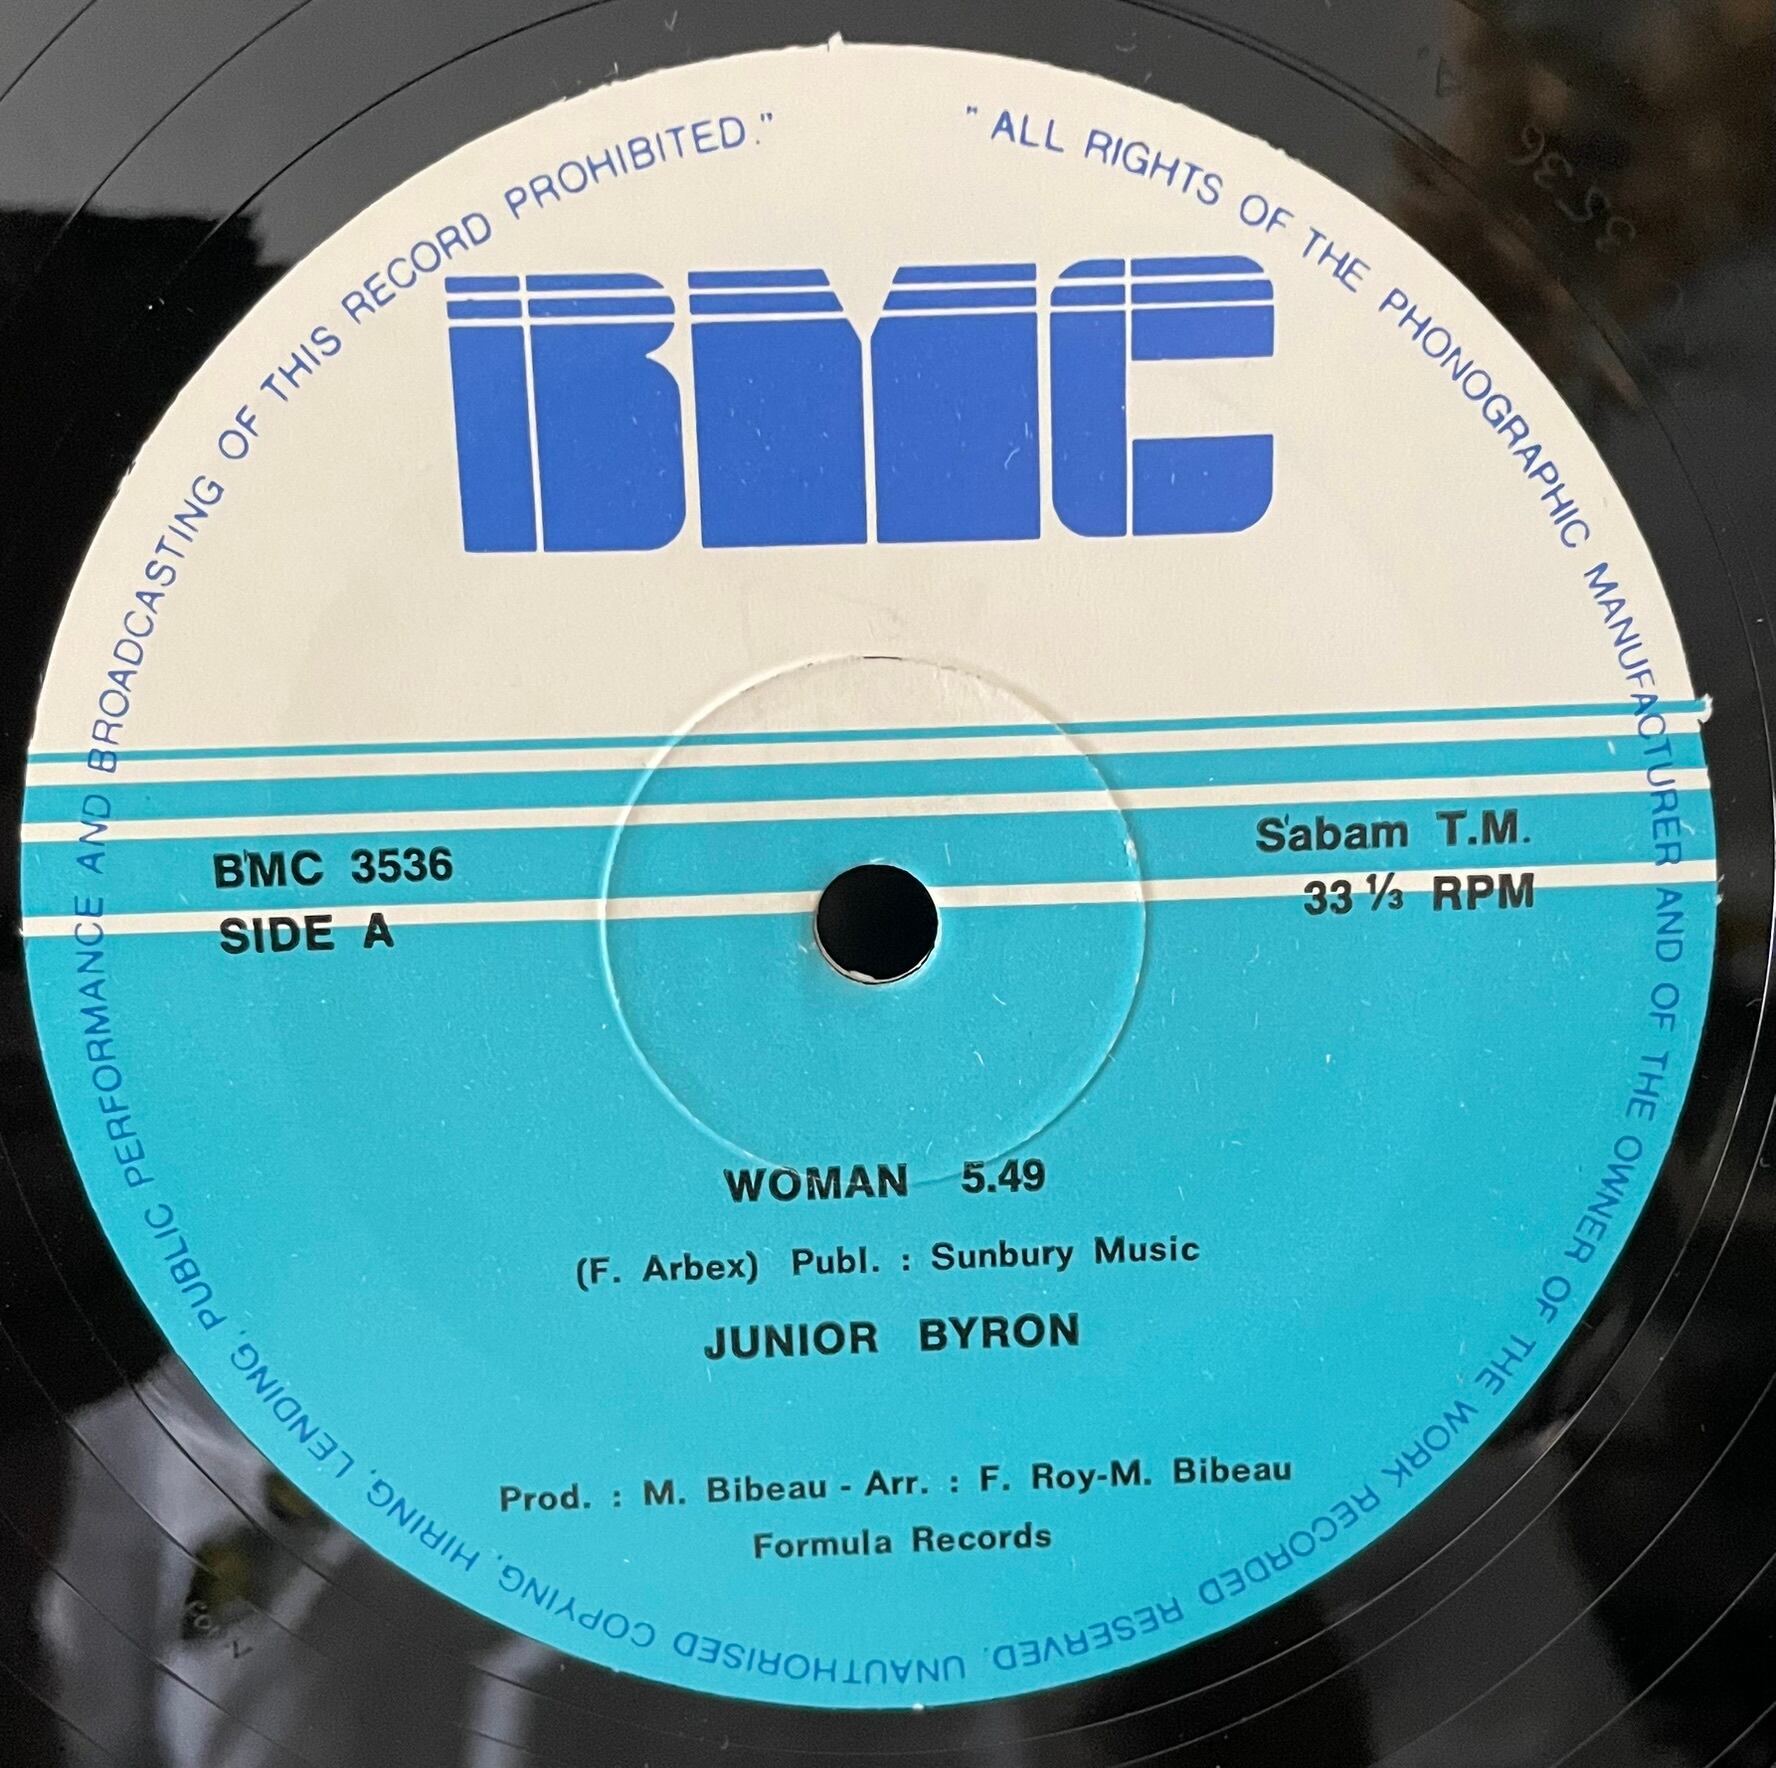 " ALL RIGHTS OF THE PHONOGRAPHIC MANUFACTURER AND OF THE OWNER OF THE WORK RECORDED RESERVED. UNAUTHORISED COPYING, HIRING, LENDING, PUBLIC PERFORMANCE AND BROADCASTING OF THIS RECORD PROHIBITED."
BMC
BMC 3536
SIDE A
Sabam T.M.
33 ⅓ RPM
WOMAN 5.49
(F. Arbex) Publ. : Sunbury Music
JUNIOR BYRON
Prod. : M. Bibeau - Arr. : F. Roy-M. Bibeau
Formula Records
3536